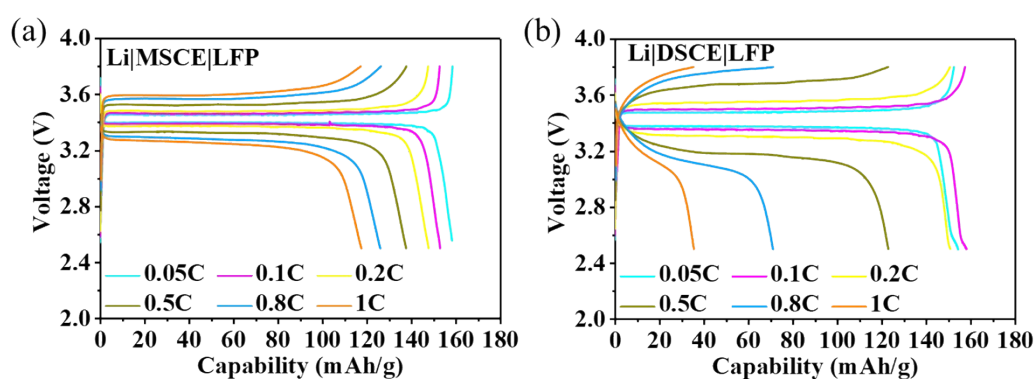 (a)
Li|MSCE|LFP
Voltage (V)
4.0
3.6
3.2
2.8
2.4
2.0
0.05C 0.1C 0.2C
0.5C 0.8C 1C
0 20 40 60 80 100 120 140 160 180
Capability (mAh/g)
(b)
Li|DSCE|LFP
Voltage (V)
4.0
3.6
3.2
2.8
2.4
2.0
0.05C 0.1C 0.2C
0.5C 0.8C 1C
0 20 40 60 80 100 120 140 160 180
Capability (mAh/g)